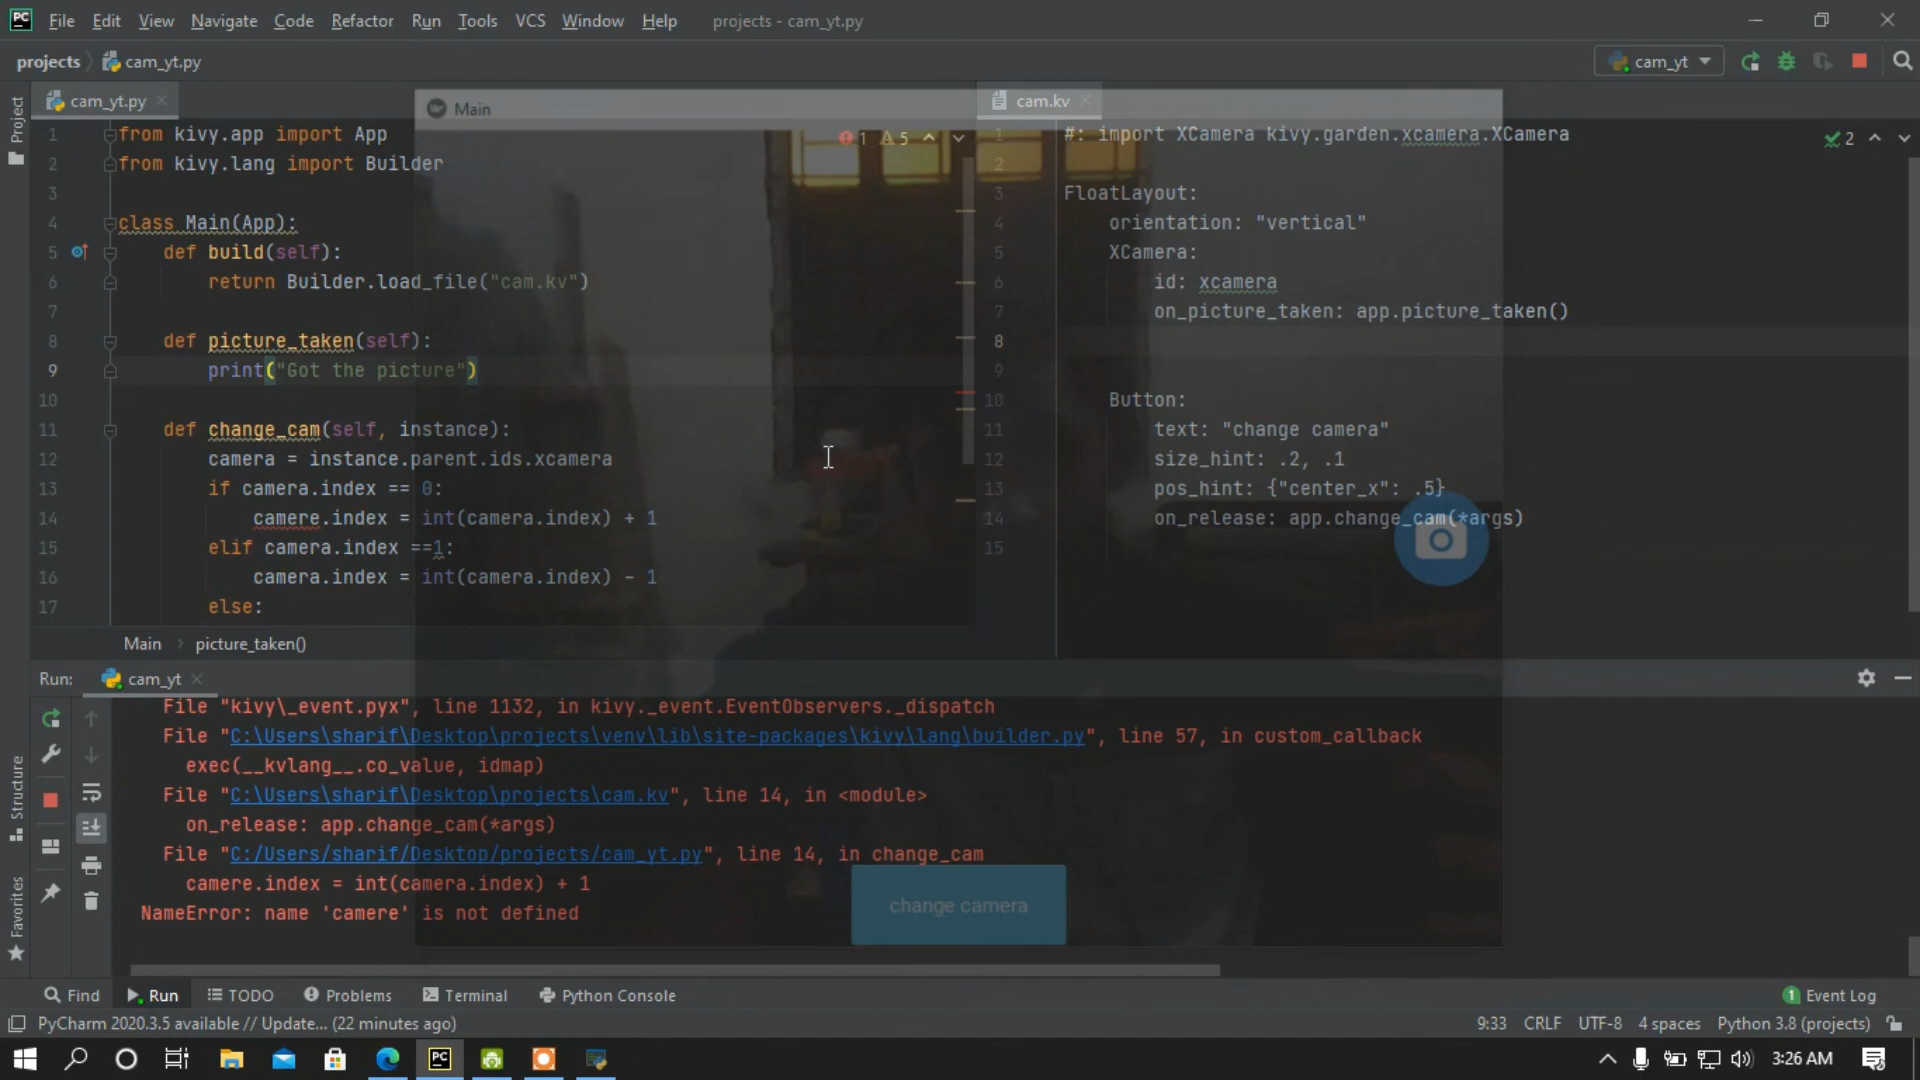 File Edit View Navigate Code Refactor Run Tools VCS Window Help projects - cam_yt.py
projects cam_yt.py cam_yt
Project
cam_yt.py
Main
cam.kv
1 from kivy.app import App
2 from kivy.lang import Builder
3
4 class Main(App):
5 def build(self):
6 return Builder.load_file("cam.kv")
7
8 def picture_taken(self):
9 print("Got the picture")
10
11 def change_cam(self, instance):
12 camera = instance.parent.ids.xcamera
13 if camera.index == 0:
14 camere.index = int(camera.index) + 1
15 elif camera.index ==1:
16 camera.index = int(camera.index) - 1
17 else:
1 5
Main picture_taken()
1 #: import XCamera kivy.garden.xcamera.XCamera
2
3 FloatLayout:
4 orientation: "vertical"
5 XCamera:
6 id: xcamera
7 on_picture_taken: app.picture_taken()
8
9
10 Button:
11 text: "change camera"
12 size_hint: .2, .1
13 pos_hint: {"center_x": .5}
14 on_release: app.change_cam(*args)
15
2
Run: cam_yt
File "kivy\_event.pyx", line 1132, in kivy._event.EventObservers._dispatch
File "C:\Users\sharif\Desktop\projects\venv\lib\site-packages\kivy\lang\builder.py", line 57, in custom_callback
exec(__kvlang__.co_value, idmap)
File "C:\Users\sharif\Desktop\projects\cam.kv", line 14, in <module>
on_release: app.change_cam(*args)
File "C:/Users/sharif/Desktop/projects/cam_yt.py", line 14, in change_cam
camere.index = int(camera.index) + 1
NameError: name 'camere' is not defined
change camera
Structure
Favorites
Find Run TODO Problems Terminal Python Console 1 Event Log
PyCharm 2020.3.5 available // Update... (22 minutes ago) 9:33 CRLF UTF-8 4 spaces Python 3.8 (projects)
3:26 AM